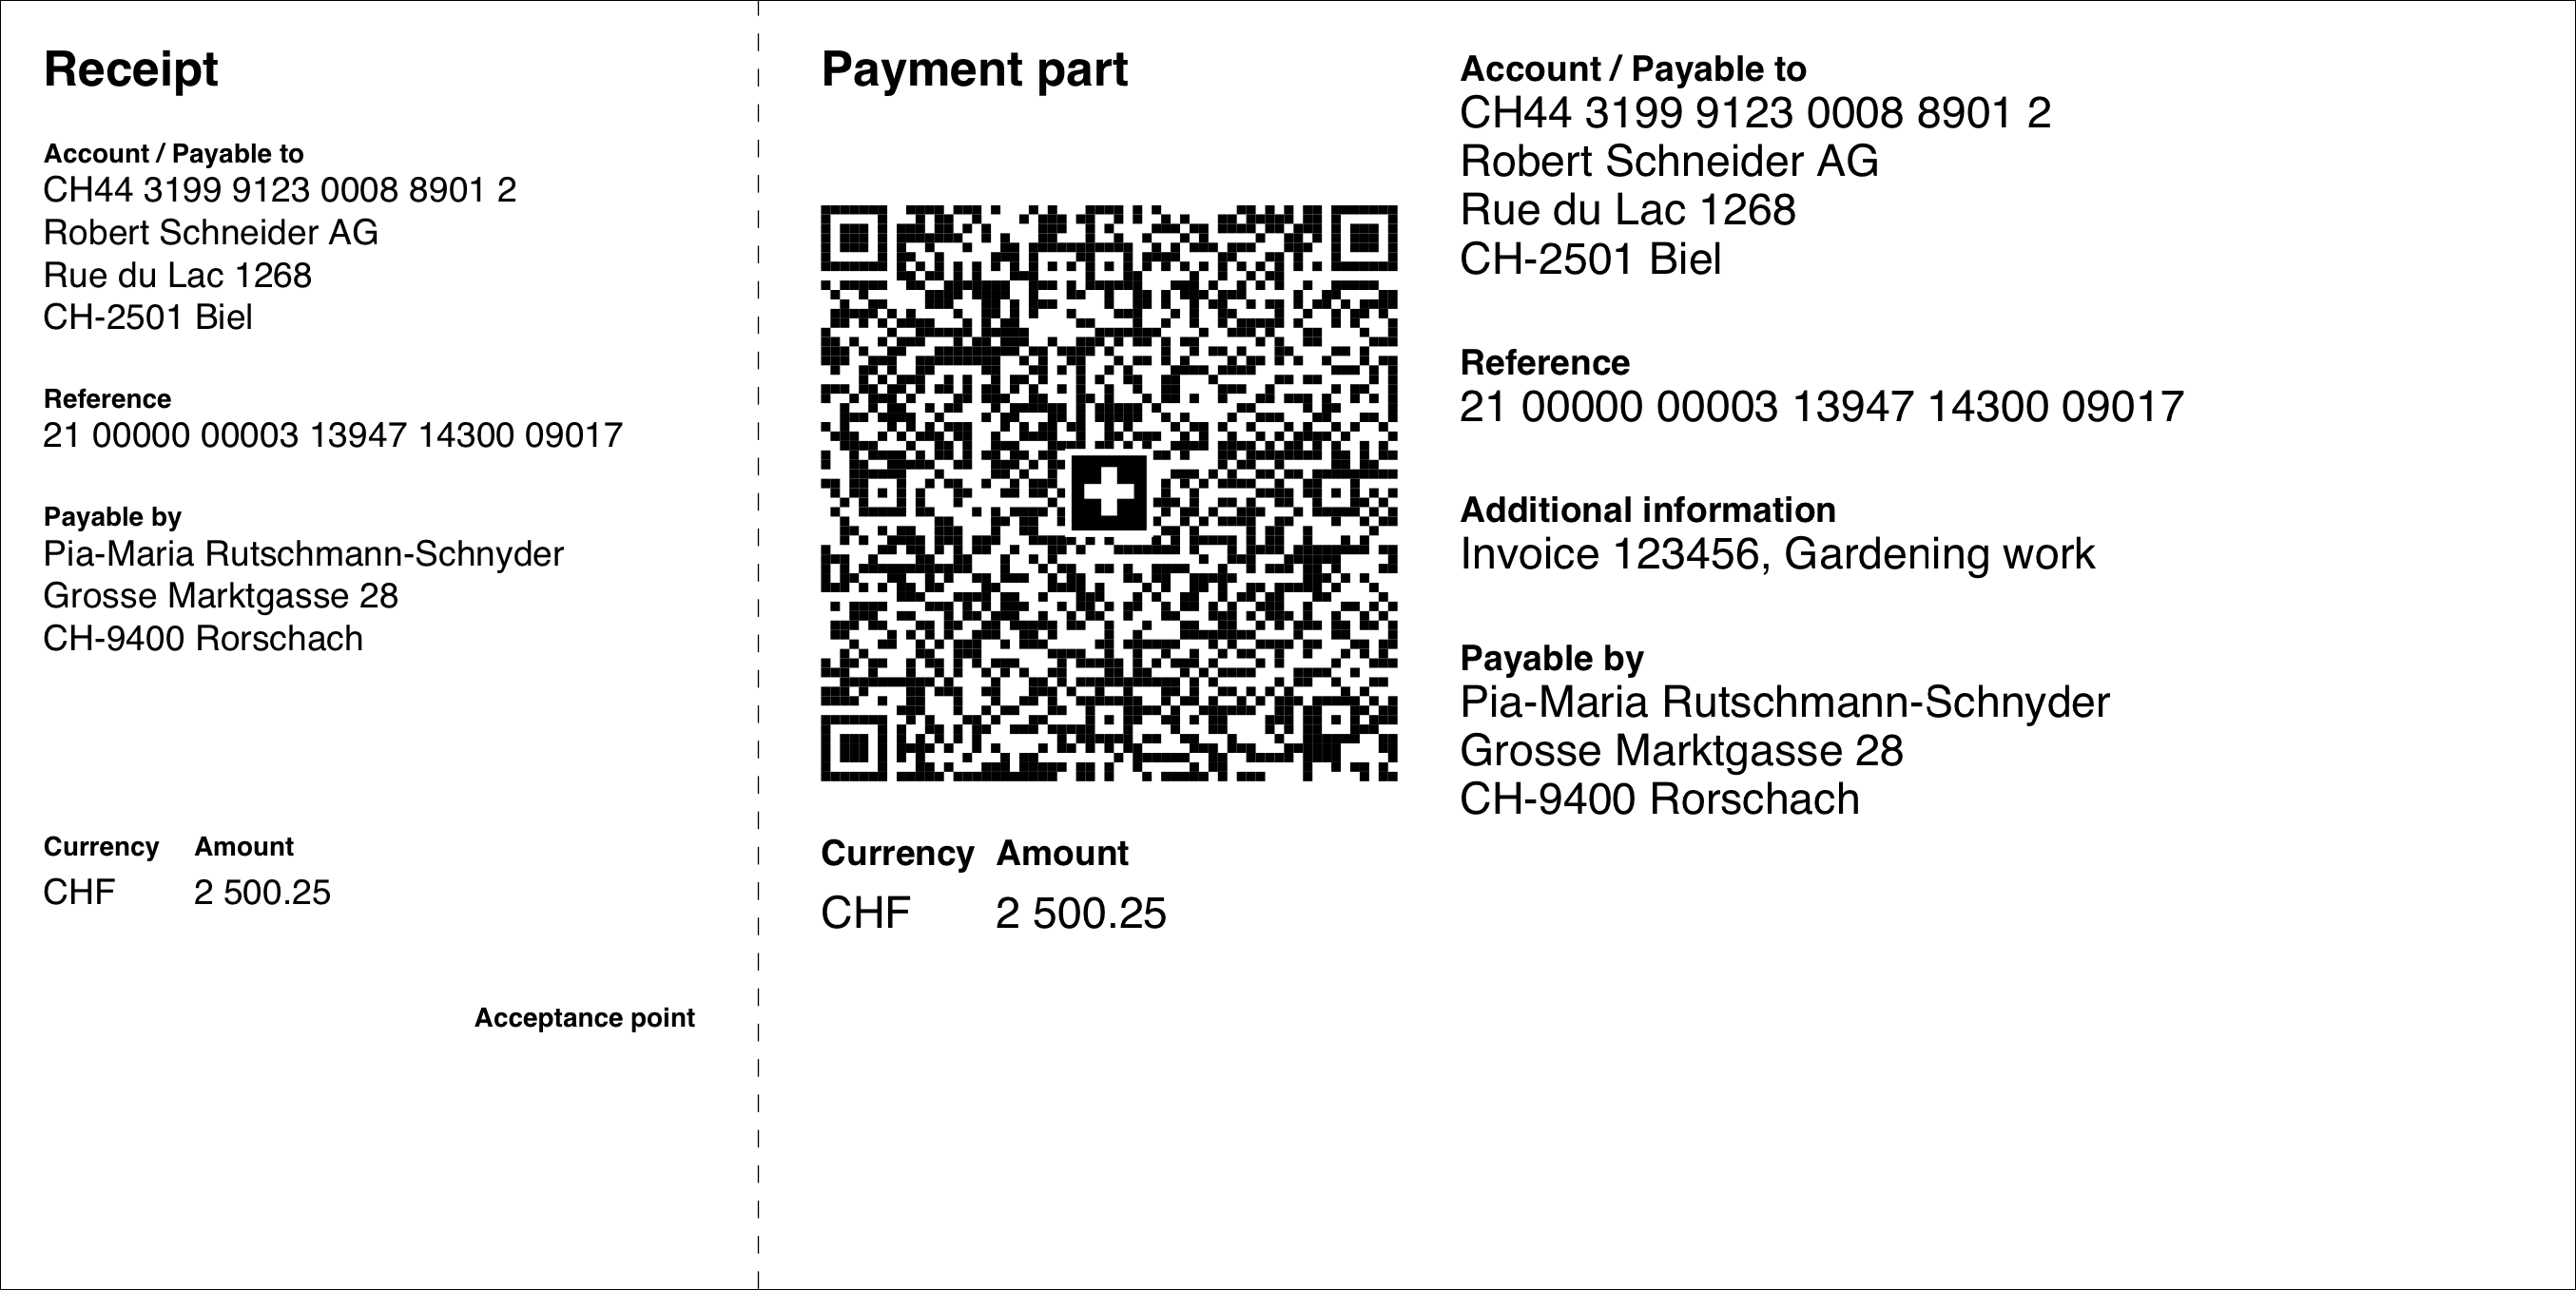 Receipt
Account / Payable to
CH44 3199 9123 0008 8901 2
Robert Schneider AG
Rue du Lac 1268
CH-2501 Biel
Reference
21 00000 00003 13947 14300 09017
Payable by
Pia-Maria Rutschmann-Schnyder
Grosse Marktgasse 28
CH-9400 Rorschach
Currency Amount
CHF 2 500.25
Acceptance point
Payment part
Currency Amount
CHF 2 500.25
Account / Payable to
CH44 3199 9123 0008 8901 2
Robert Schneider AG
Rue du Lac 1268
CH-2501 Biel
Reference
21 00000 00003 13947 14300 09017
Additional information
Invoice 123456, Gardening work
Payable by
Pia-Maria Rutschmann-Schnyder
Grosse Marktgasse 28
CH-9400 Rorschach